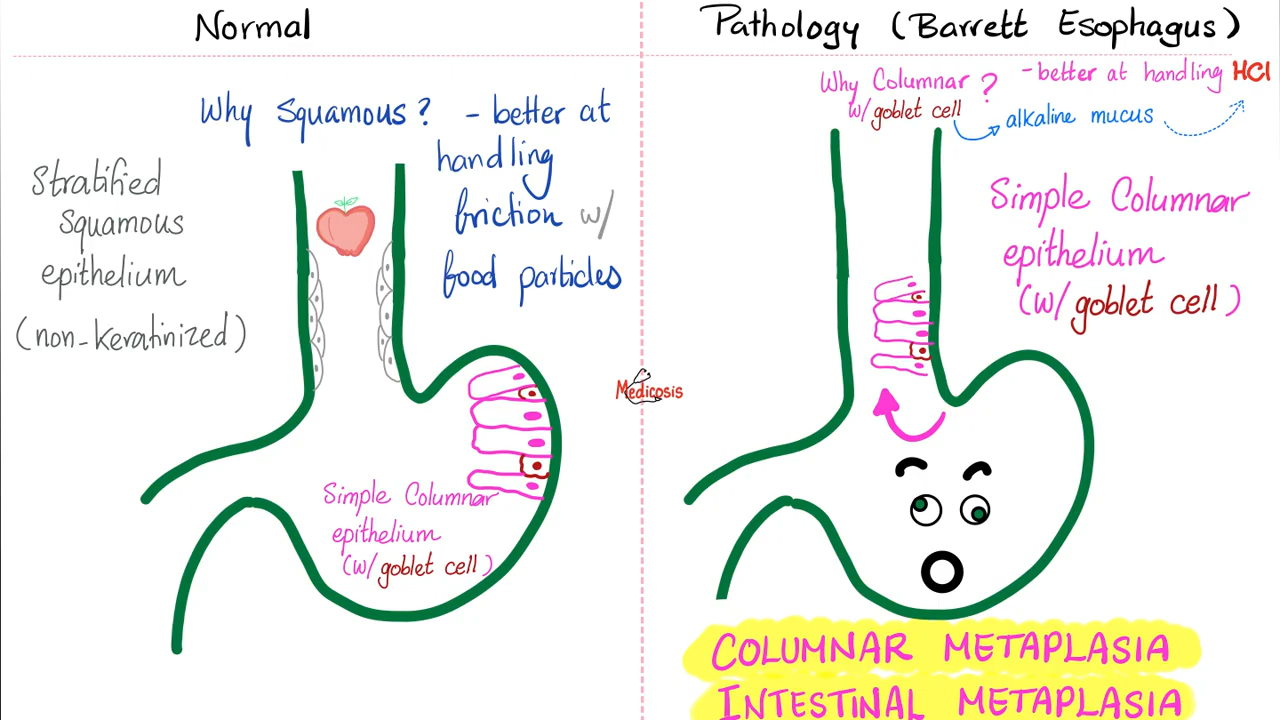 Normal
Why Squamous? - better at
handling
friction w/
food particles
Stratified
squamous
epithelium
(non-keratinized)
Simple Columnar
epithelium
(w/ goblet cell)
Medicosis
Pathology (Barrett Esophagus)
Why Columnar ?
w/ goblet cell
- better at handling HCl
alkaline mucus
Simple Columnar
epithelium
(w/ goblet cell)
COLUMNAR METAPLASIA
INTESTINAL METAPLASIA